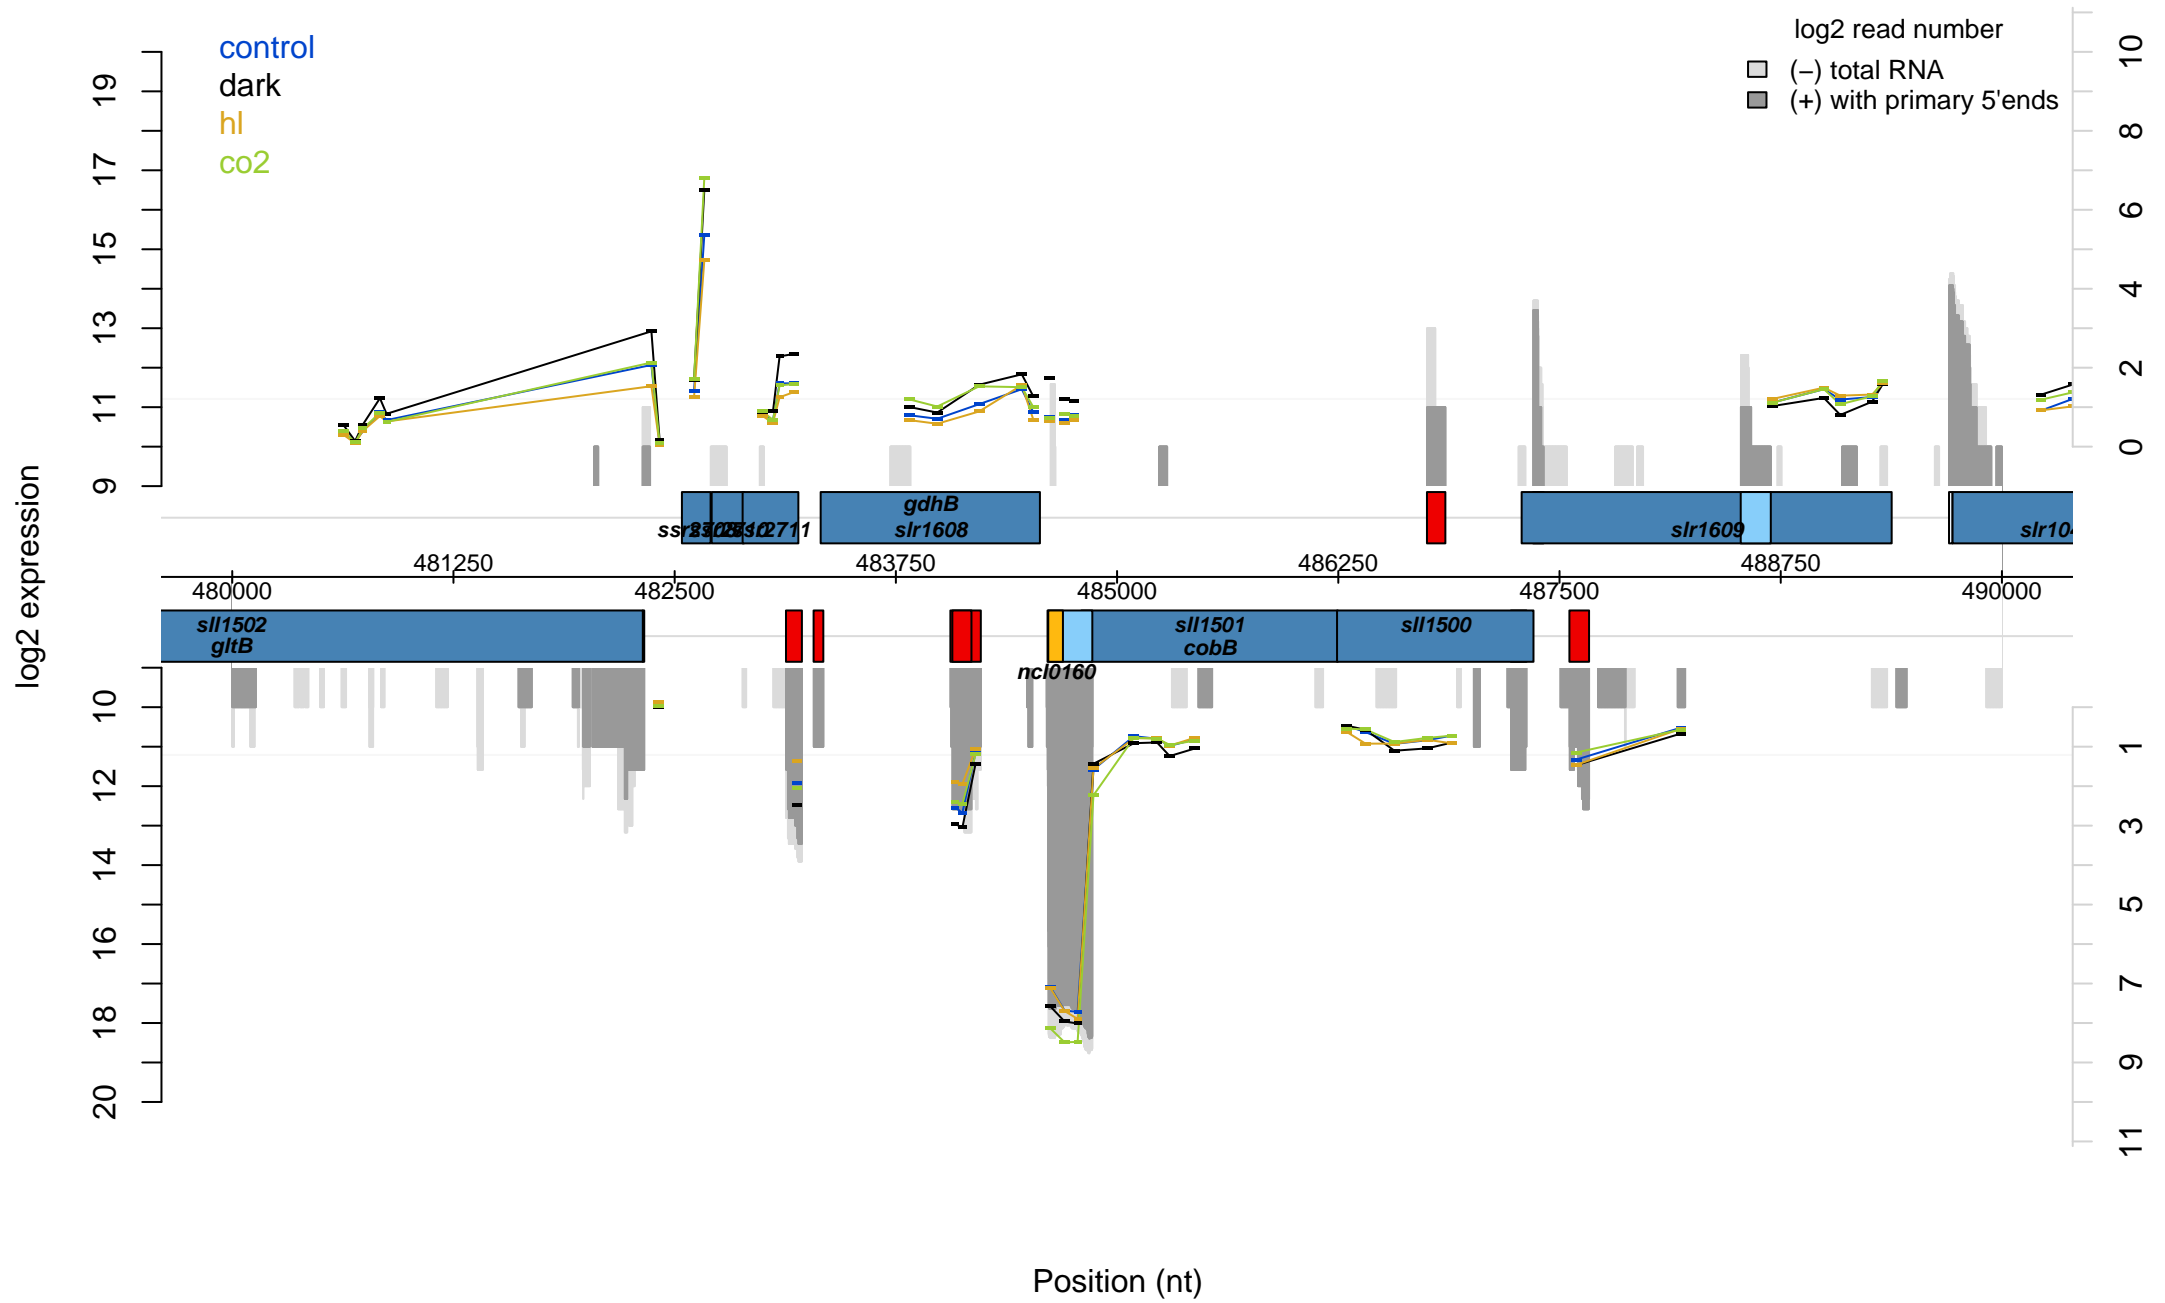 control
dark
hl
co2
log2 read number
(−) total RNA
(+) with primary 5'ends
19
17
15
13
11
9
10
8
6
4
2
0
log2 expression
gdhB
ssr2711
slr1608
slr1609
slr104
481250
483750
486250
488750
480000
482500
485000
487500
490000
sll1502
gltB
sll1501
cobB
sll1500
ncl0160
10
12
14
16
18
20
1
3
5
7
9
11
Position (nt)